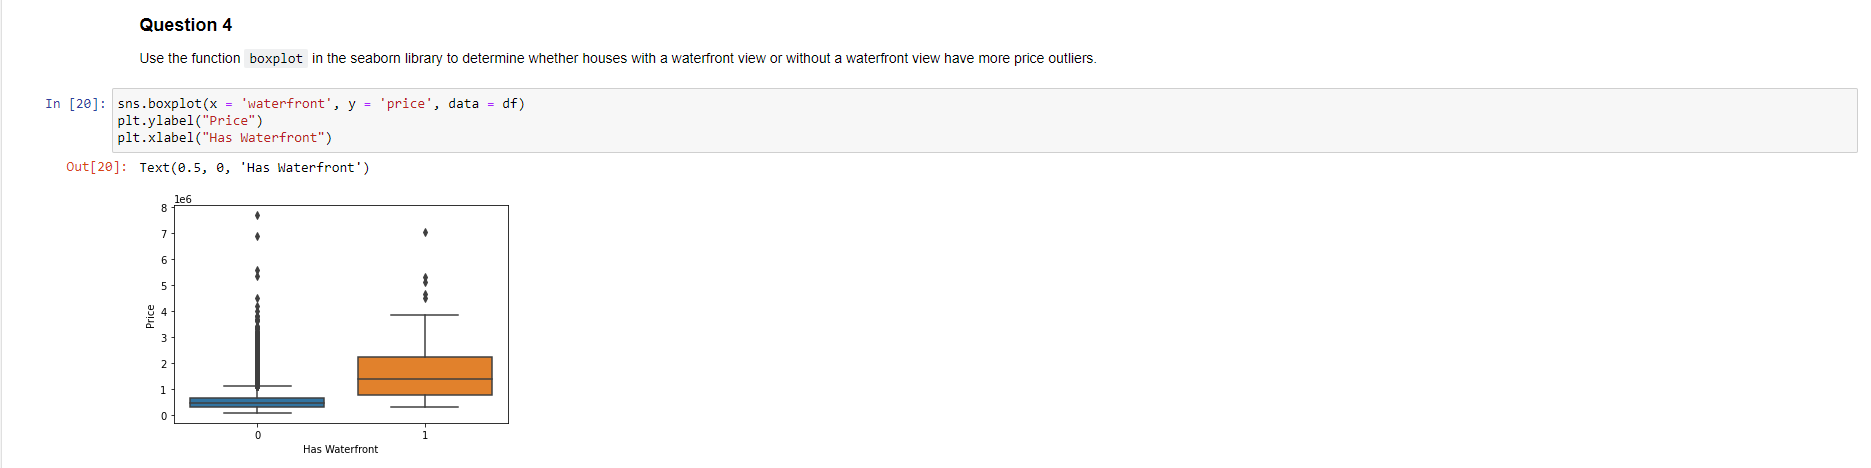 Question 4
Use the function boxplot in the seaborn library to determine whether houses with a waterfront view or without a waterfront view have more price outliers.
In [20]: sns.boxplot(x = 'waterfront', y = 'price', data = df)
plt.ylabel("Price")
plt.xlabel("Has Waterfront")
Out[20]: Text(0.5, 0, 'Has Waterfront')
1e6
8
7
6
5
4
3
2
1
0
Price
0 1
Has Waterfront